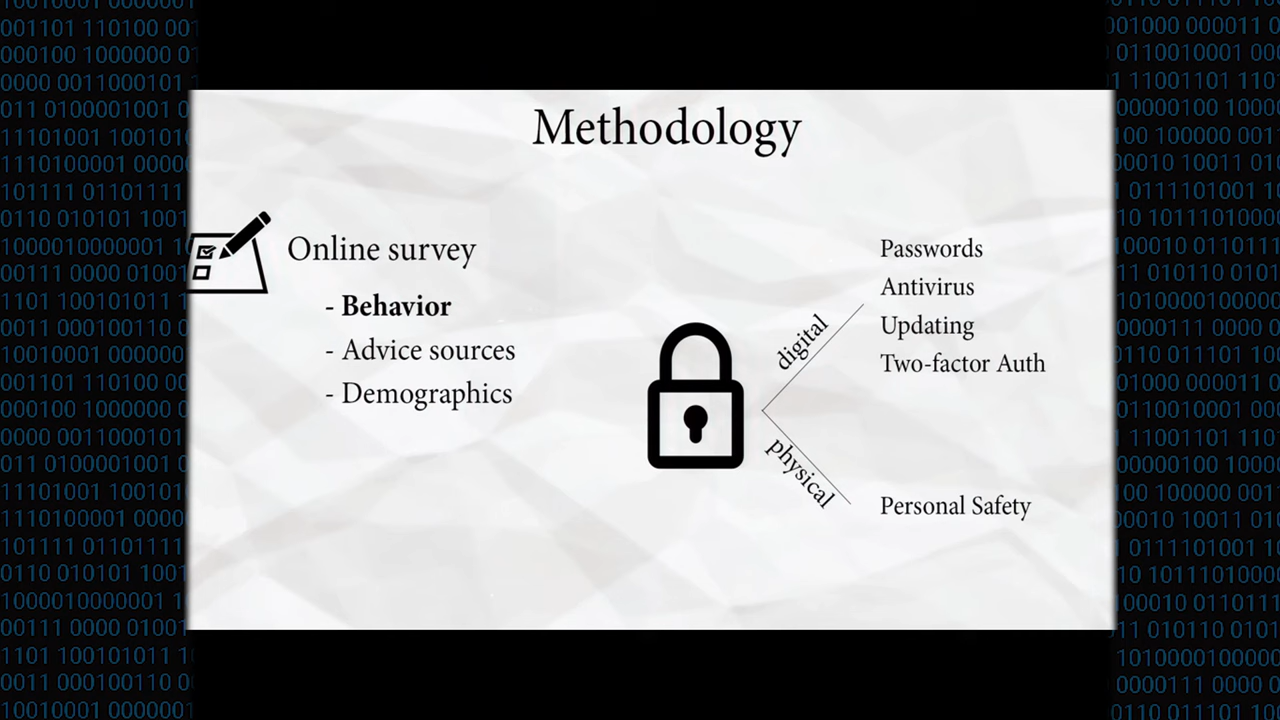 Methodology
Online survey
- Behavior
- Advice sources
- Demographics
digital
Passwords
Antivirus
Updating
Two-factor Auth
physical
Personal Safety